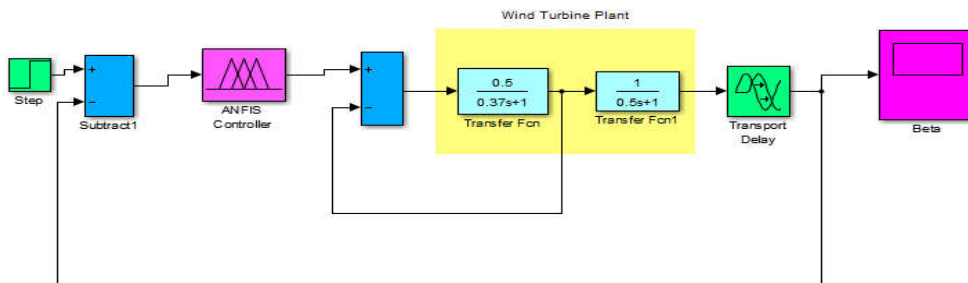 Wind Turbine Plant
+
−
Step
Subtract1
ANFIS
Controller
+
−
0.5
0.37s+1
Transfer Fcn
1
0.5s+1
Transfer Fcn1
Transport
Delay
Beta